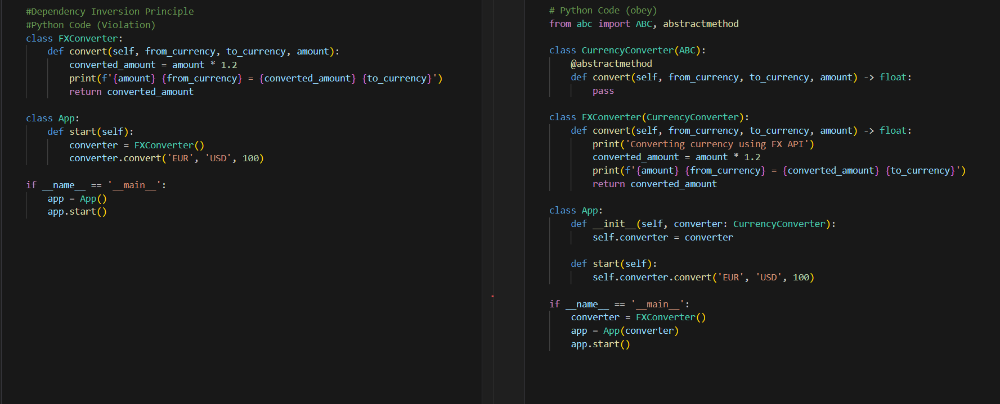 #Dependency Inversion Principle
#Python Code (Violation)
class FXConverter:
    def convert(self, from_currency, to_currency, amount):
        converted_amount = amount * 1.2
        print(f'{amount} {from_currency} = {converted_amount} {to_currency}')
        return converted_amount

class App:
    def start(self):
        converter = FXConverter()
        converter.convert('EUR', 'USD', 100)

if __name__ == '__main__':
    app = App()
    app.start()

# Python Code (obey)
from abc import ABC, abstractmethod

class CurrencyConverter(ABC):
    @abstractmethod
    def convert(self, from_currency, to_currency, amount) -> float:
        pass

class FXConverter(CurrencyConverter):
    def convert(self, from_currency, to_currency, amount) -> float:
        print('Converting currency using FX API')
        converted_amount = amount * 1.2
        print(f'{amount} {from_currency} = {converted_amount} {to_currency}')
        return converted_amount

class App:
    def __init__(self, converter: CurrencyConverter):
        self.converter = converter

    def start(self):
        self.converter.convert('EUR', 'USD', 100)

if __name__ == '__main__':
    converter = FXConverter()
    app = App(converter)
    app.start()